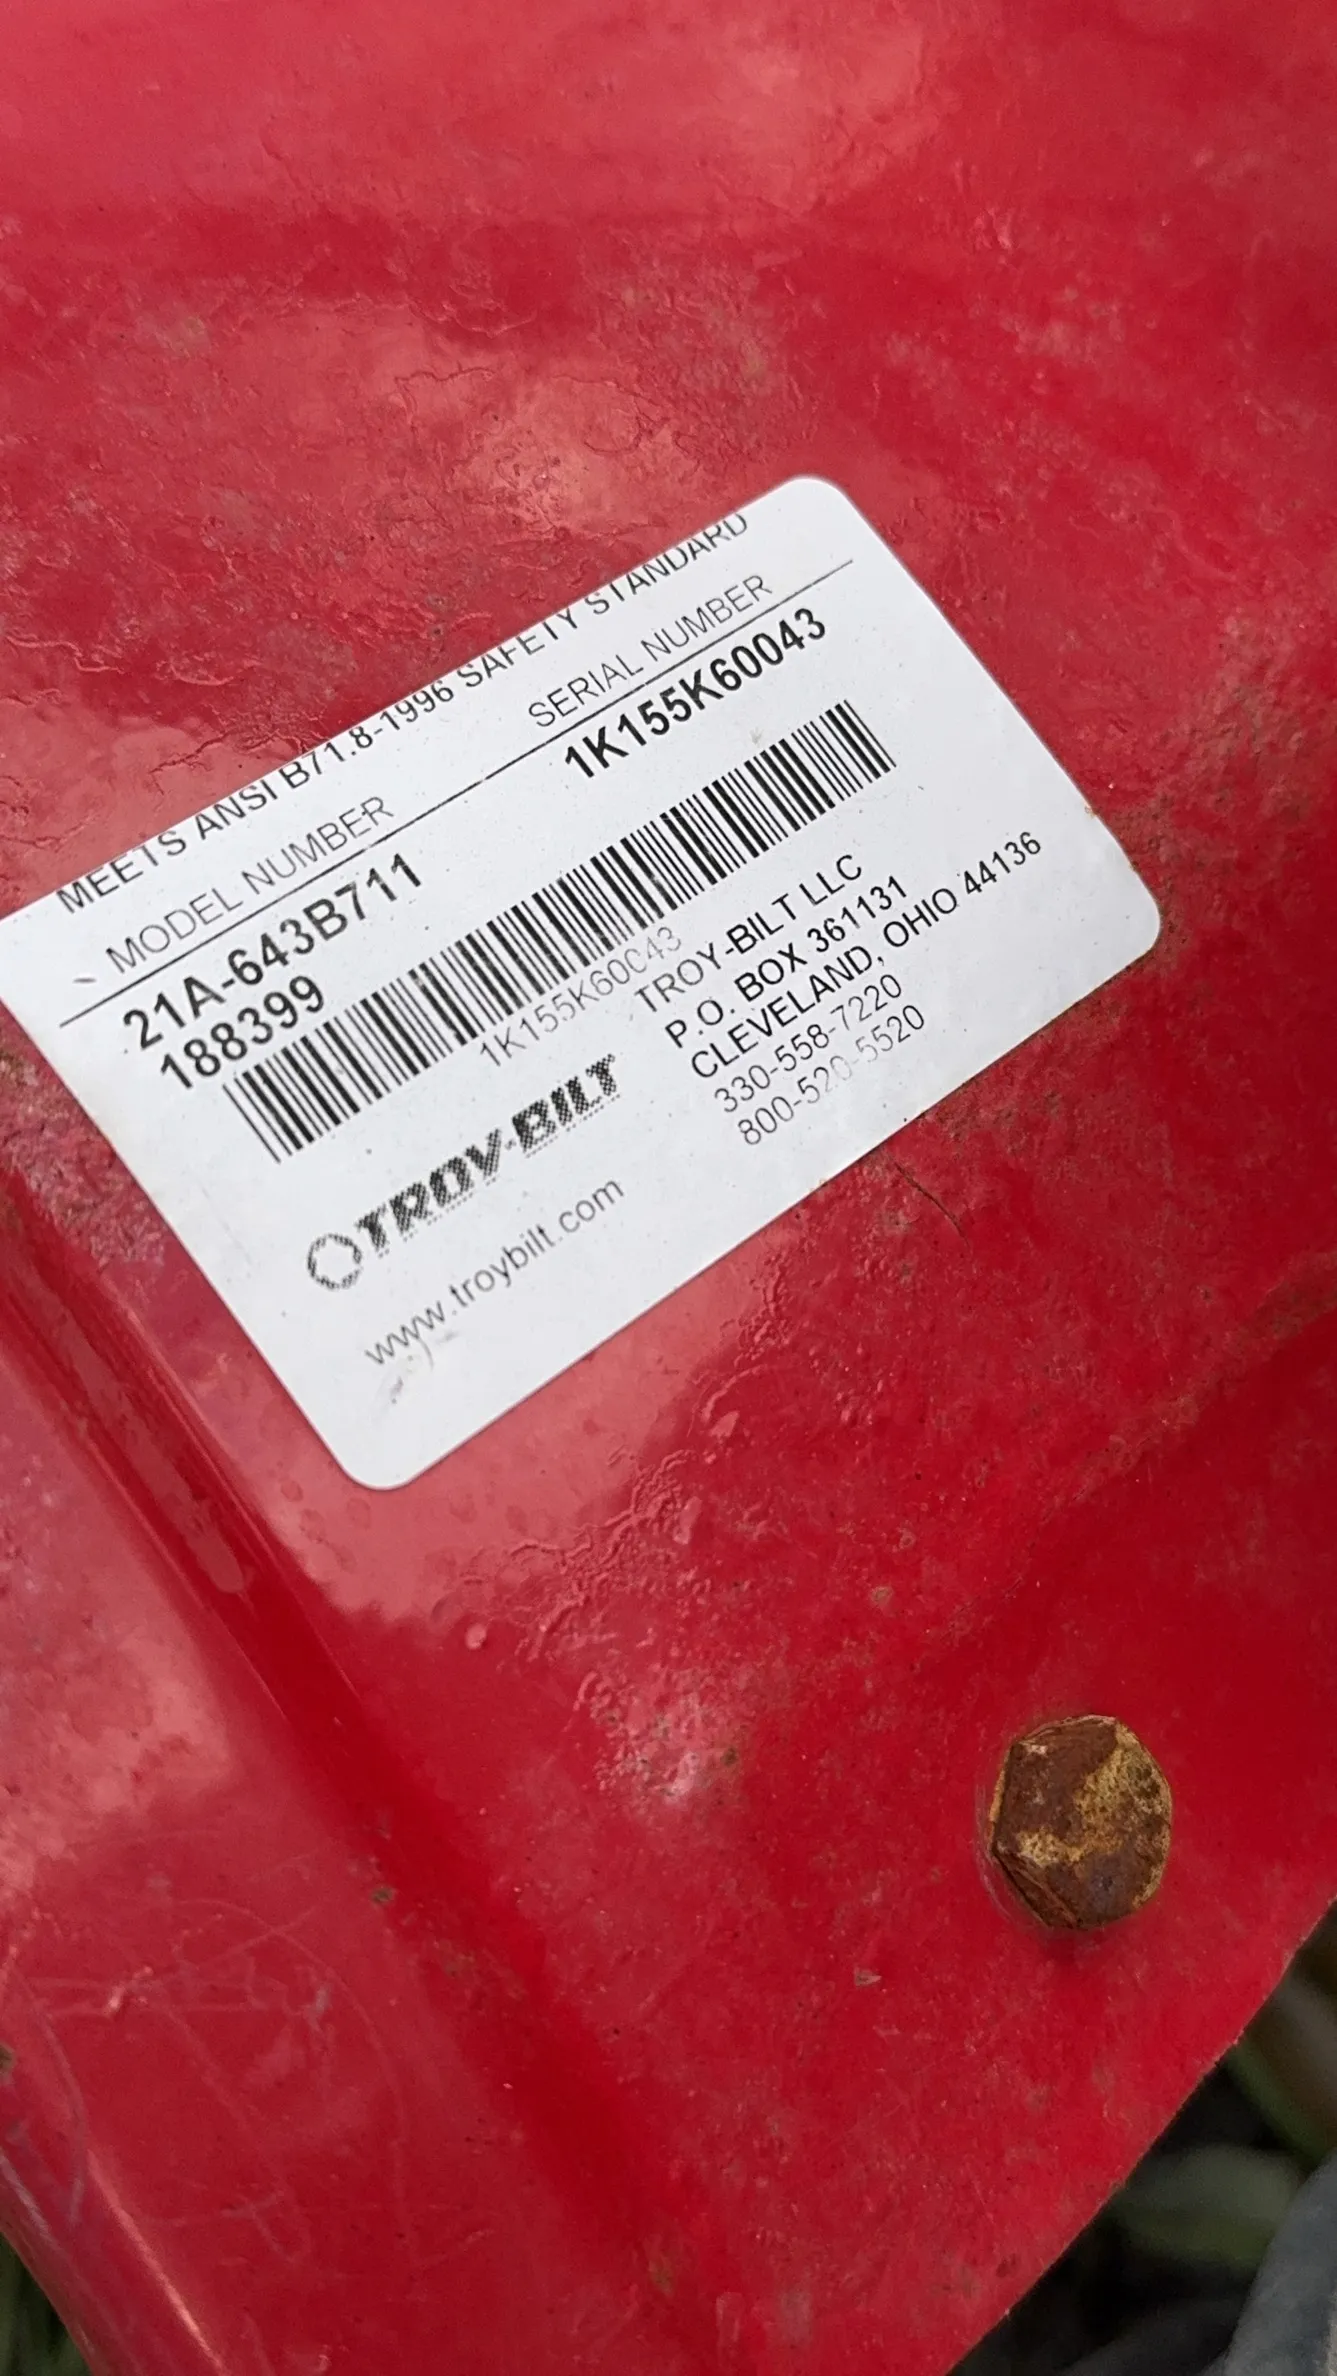 MEETS ANSI B71.8-1996 SAFETY STANDARD
MODEL NUMBER SERIAL NUMBER
21A-643B711 1K155K60043
188399
1K155K60043
TROY-BILT
www.troybilt.com
TROY-BILT LLC
P.O. BOX 361131
CLEVELAND, OHIO 44136
330-558-7220
800-520-5520